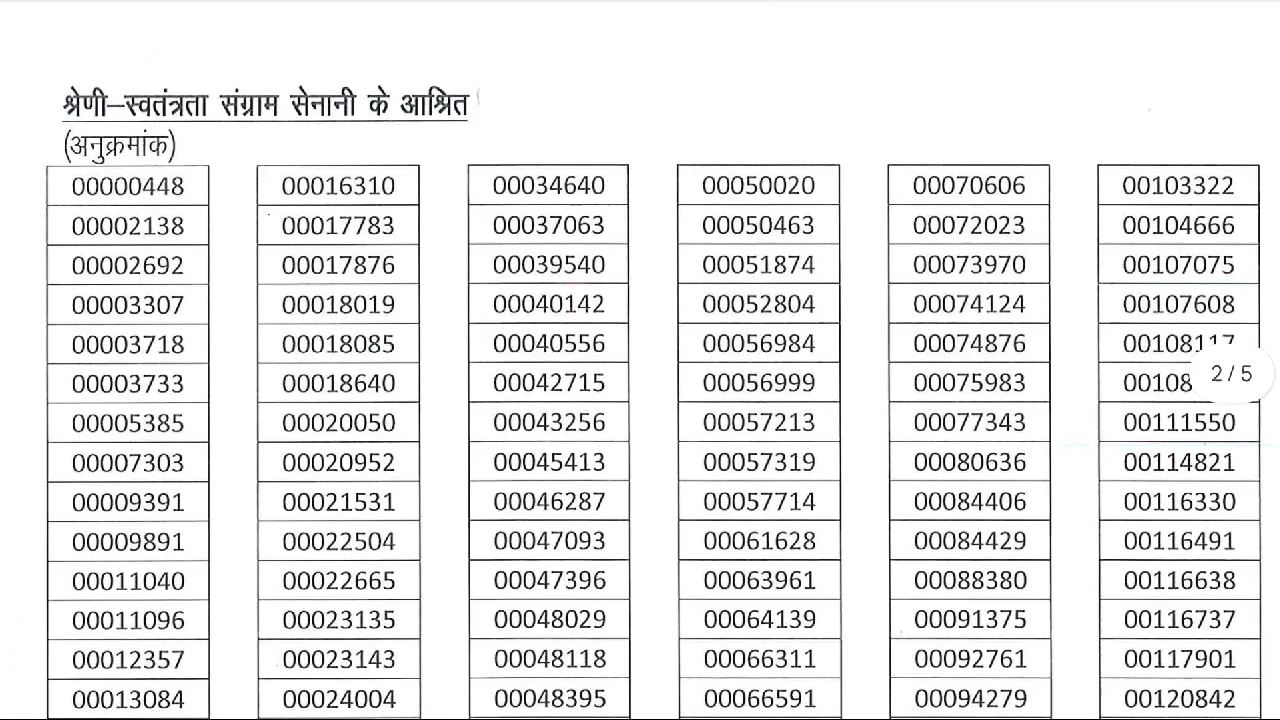 श्रेणी–स्वतंत्रता संग्राम सेनानी के आश्रित
(अनुक्रमांक)
00000448 00016310 00034640 00050020 00070606 00103322
00002138 00017783 00037063 00050463 00072023 00104666
00002692 00017876 00039540 00051874 00073970 00107075
00003307 00018019 00040142 00052804 00074124 00107608
00003718 00018085 00040556 00056984 00074876 00108117
00003733 00018640 00042715 00056999 00075983 2/5
00005385 00020050 00043256 00057213 00077343 00111550
00007303 00020952 00045413 00057319 00080636 00114821
00009391 00021531 00046287 00057714 00084406 00116330
00009891 00022504 00047093 00061628 00084429 00116491
00011040 00022665 00047396 00063961 00088380 00116638
00011096 00023135 00048029 00064139 00091375 00116737
00012357 00023143 00048118 00066311 00092761 00117901
00013084 00024004 00048395 00066591 00094279 00120842